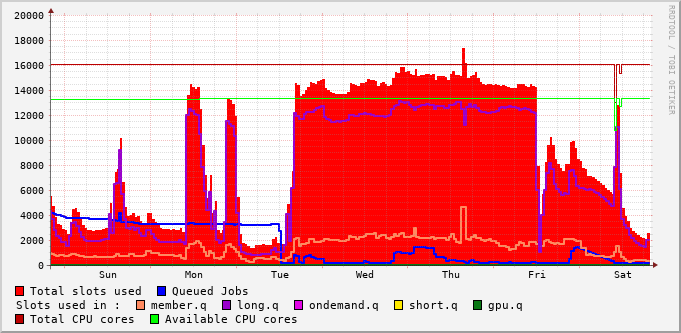 RRDTOOL / TOBI OETIKER
20000
18000
16000
14000
12000
10000
8000
6000
4000
2000
0
Sun Mon Tue Wed Thu Fri Sat
Total slots used Queued Jobs
Slots used in : member.q long.q ondemand.q short.q gpu.q
Total CPU cores Available CPU cores